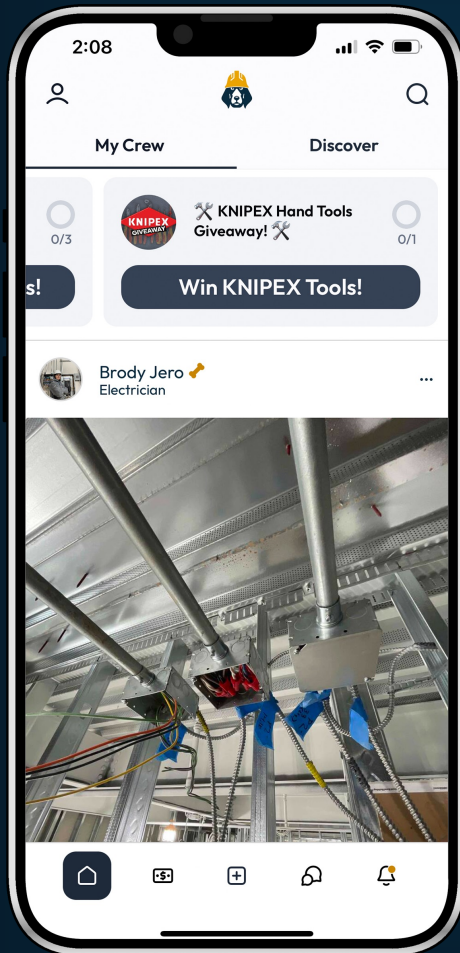 2:08
My Crew
Discover
0/3
s!
KNIPEX
GIVEAWAY
🛠 KNIPEX Hand Tools
Giveaway! 🛠
0/1
Win KNIPEX Tools!
Brody Jero
Electrician